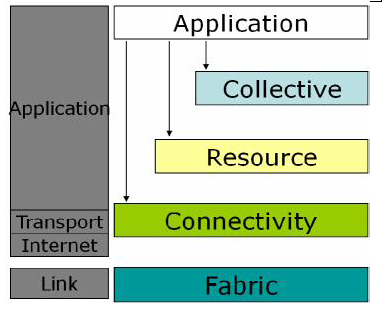 Application
Collective
Application
Resource
Transport
Connectivity
Internet
Link
Fabric